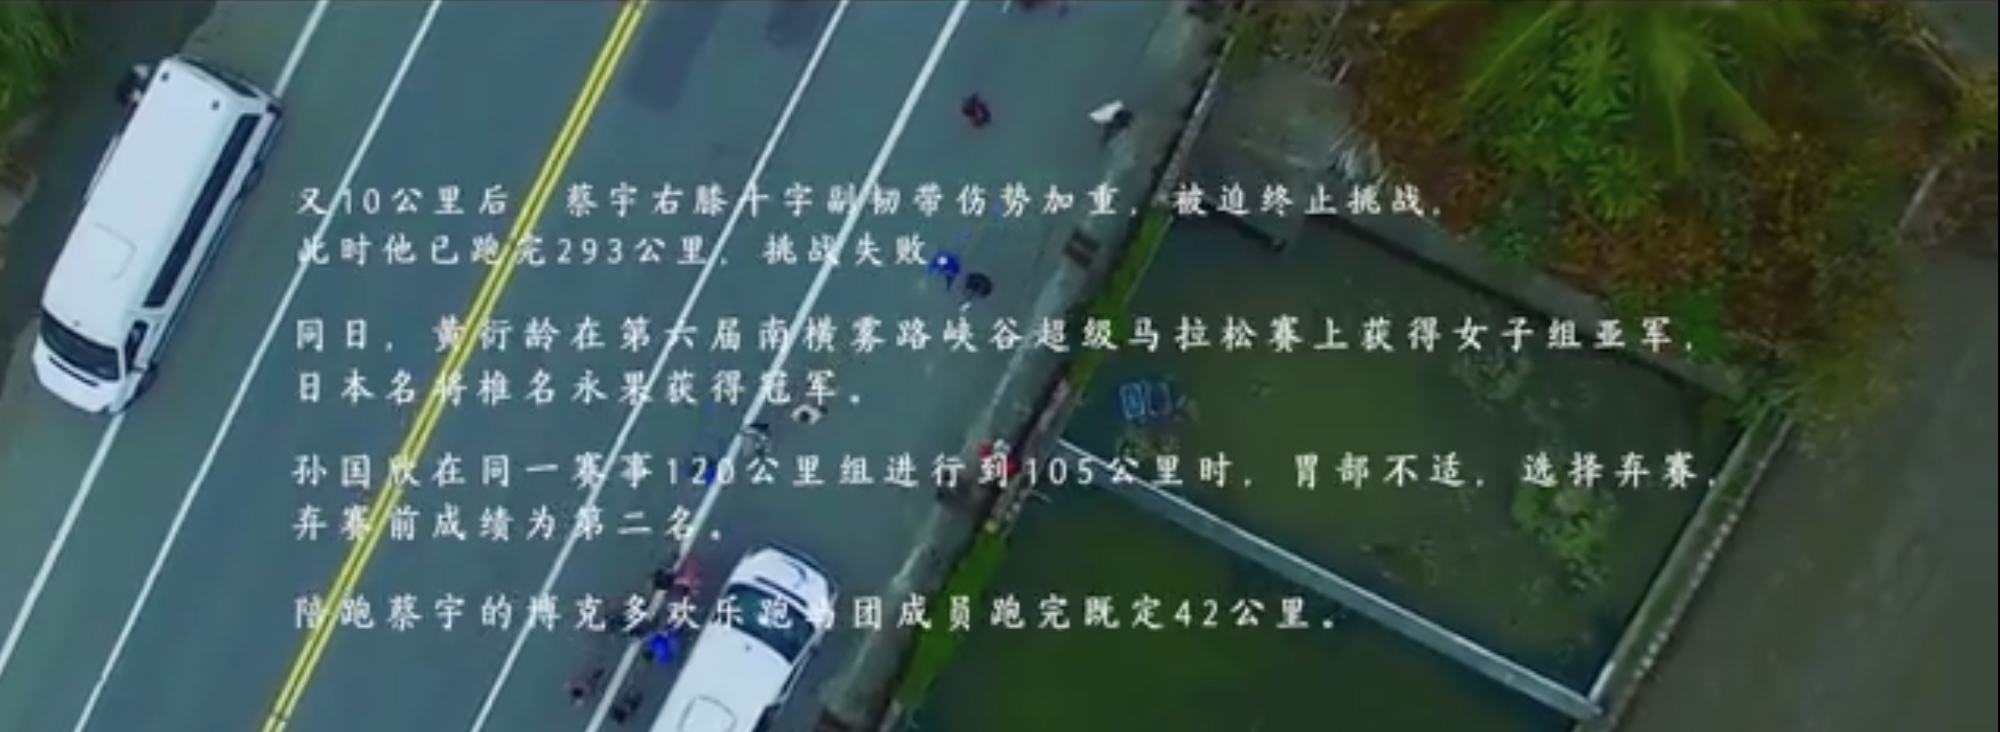 又10公里后，蔡宇右膝十字副韧带伤势加重，被迫终止挑战，
此时他已跑完293公里，挑战失败。
同日，黄衍龄在第六届南横雾路峡谷超级马拉松赛上获得女子组亚军，
日本名将椎名永果获得冠军。
孙国欣在同一赛事120公里组进行到105公里时，胃部不适，选择弃赛，
弃赛前成绩为第二名。
陪跑蔡宇的博克多欢乐跑 团成员跑完既定42公里。